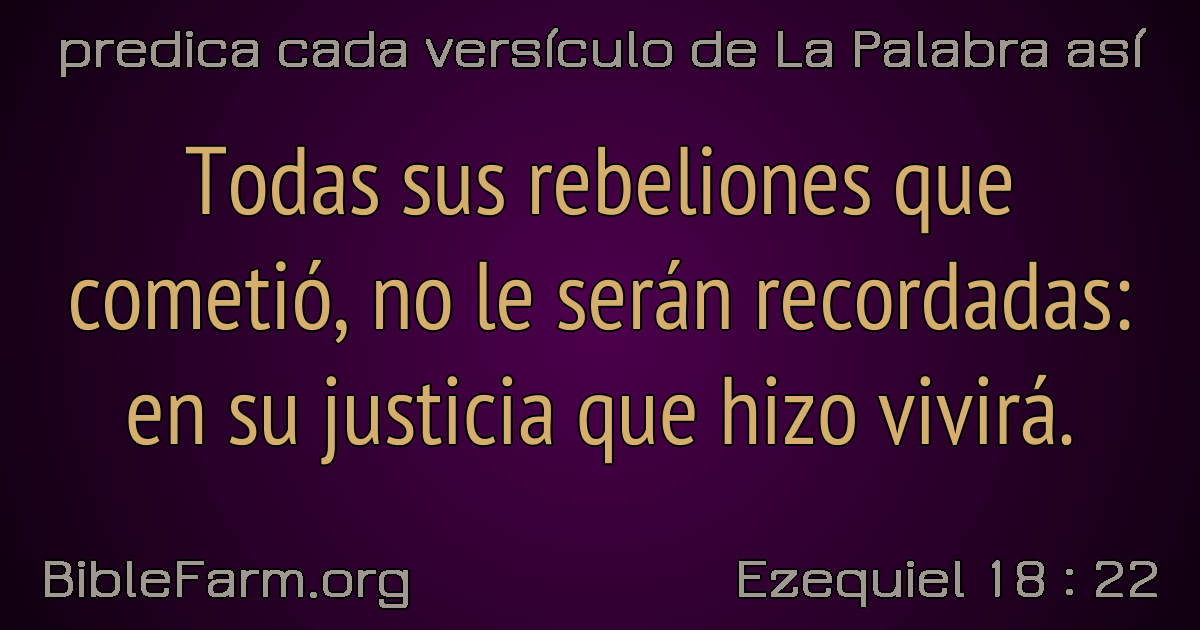 predica cada versículo de La Palabra así
Todas sus rebeliones que
cometió, no le serán recordadas:
en su justicia que hizo vivirá.
BibleFarm.org
Ezequiel 18 : 22